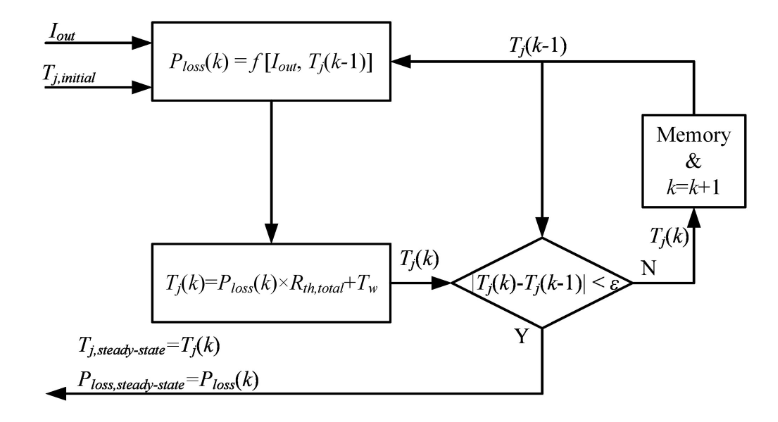 I_out
T_j,initial
P_loss(k) = f [I_out, T_j(k-1)]
T_j(k-1)
Memory
&
k=k+1
T_j(k)
T_j(k)=P_loss(k)×R_th,total+T_w
T_j(k)
|T_j(k)-T_j(k-1)| < ε
N
Y
T_j,steady-state=T_j(k)
P_loss,steady-state=P_loss(k)